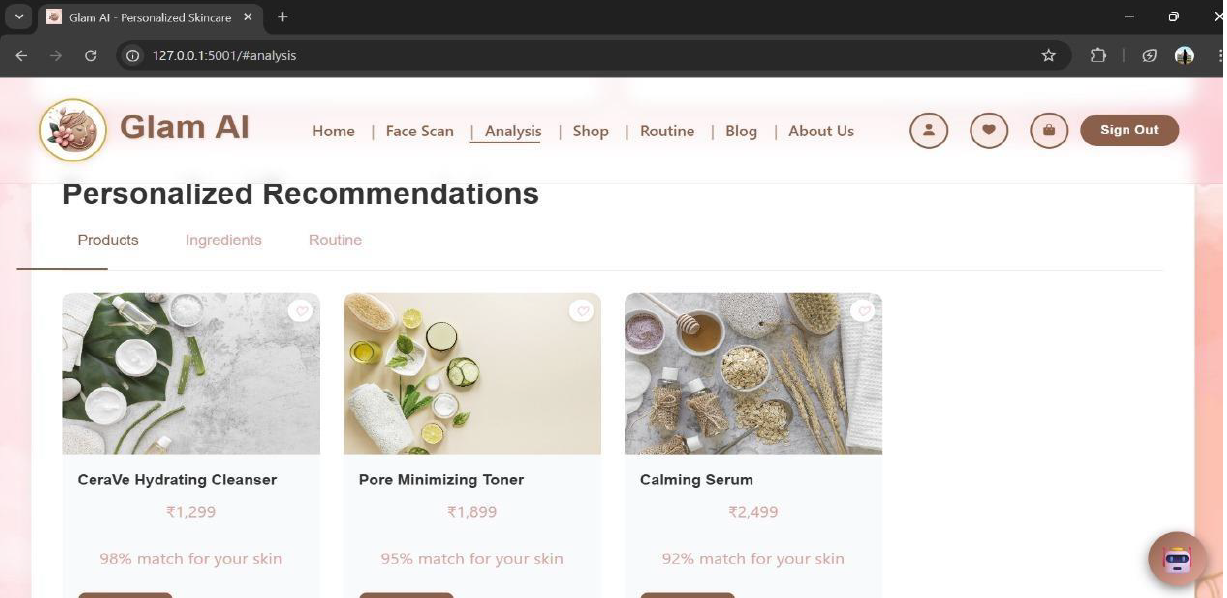 Glam AI - Personalized Skincare
127.0.0.1:5001/#analysis
Glam AI
Home | Face Scan | Analysis | Shop | Routine | Blog | About Us
Sign Out
Personalized Recommendations
Products Ingredients Routine
CeraVe Hydrating Cleanser
₹1,299
98% match for your skin
Pore Minimizing Toner
₹1,899
95% match for your skin
Calming Serum
₹2,499
92% match for your skin